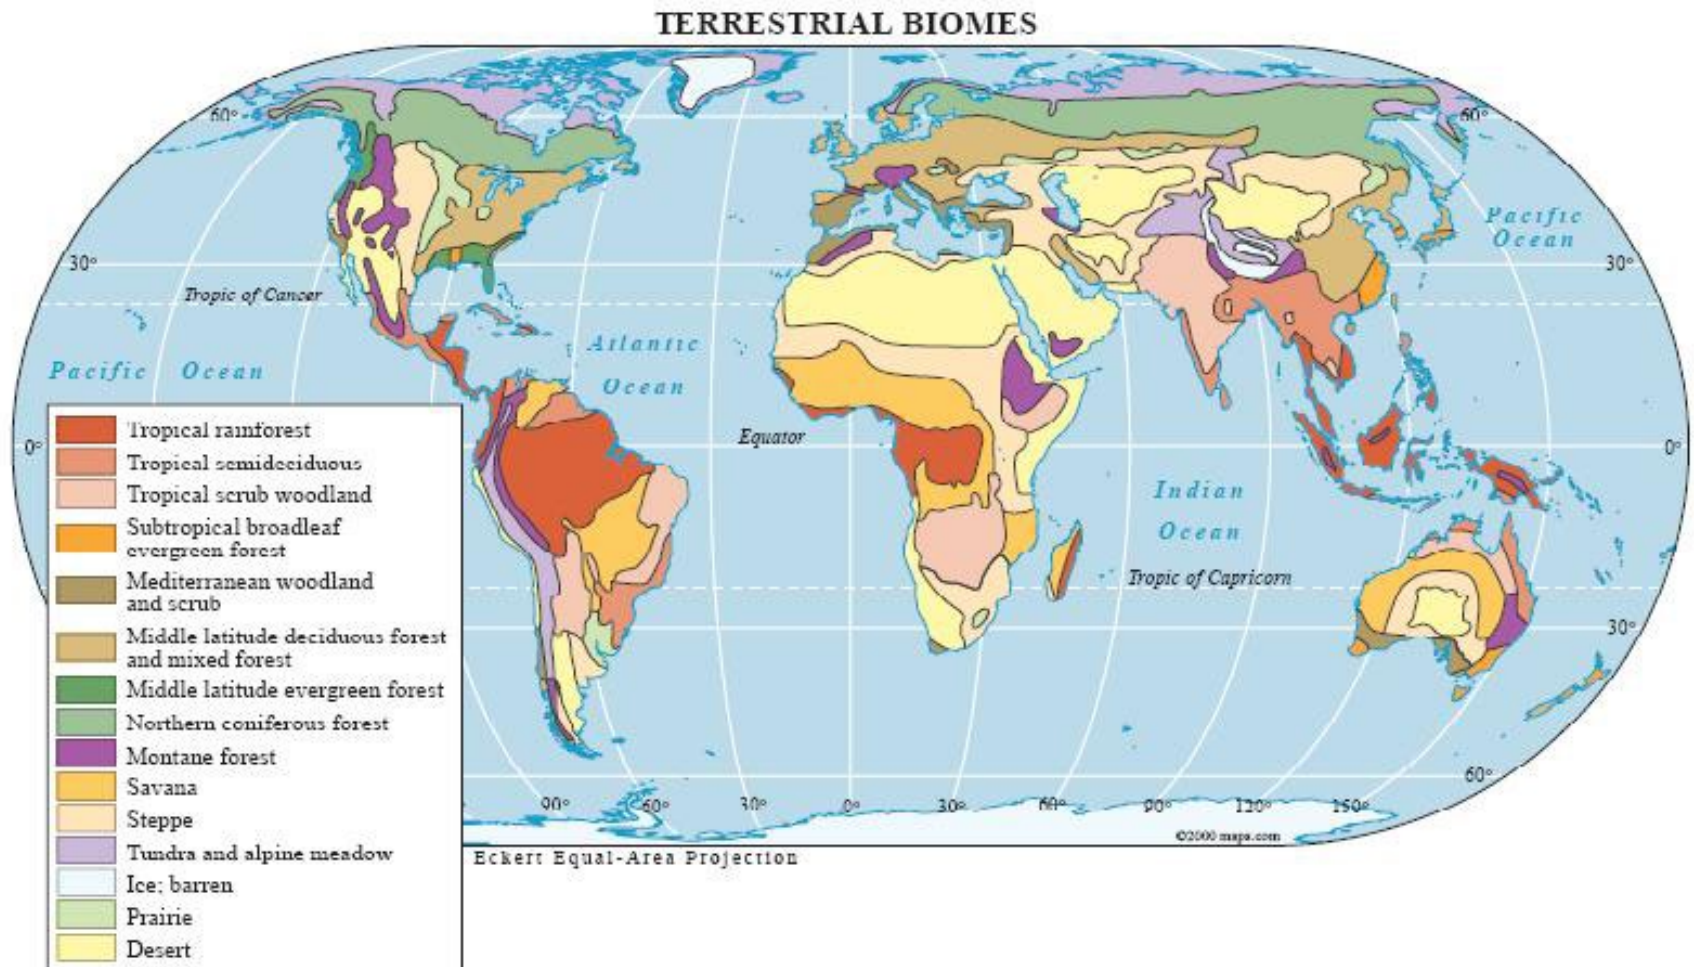 TERRESTRIAL BIOMES
60°
60°
30°
30°
Tropic of Cancer
Pacific
Ocean
Atlantic
Ocean
Pacific Ocean
Equator
0°
0°
Indian
Ocean
Tropic of Capricorn
30°
60°
90°
60°
30°
0°
30°
60°
90°
120°
150°
©2000 maps.com
Eckert Equal-Area Projection
Tropical rainforest
Tropical semideciduous
Tropical scrub woodland
Subtropical broadleaf
evergreen forest
Mediterranean woodland
and scrub
Middle latitude deciduous forest
and mixed forest
Middle latitude evergreen forest
Northern coniferous forest
Montane forest
Savana
Steppe
Tundra and alpine meadow
Ice; barren
Prairie
Desert